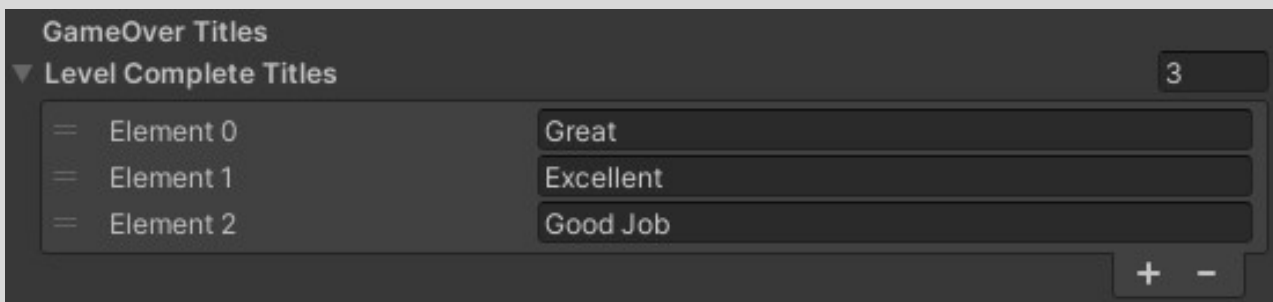 GameOver Titles
Level Complete Titles 3
Element 0 Great
Element 1 Excellent
Element 2 Good Job
+ -